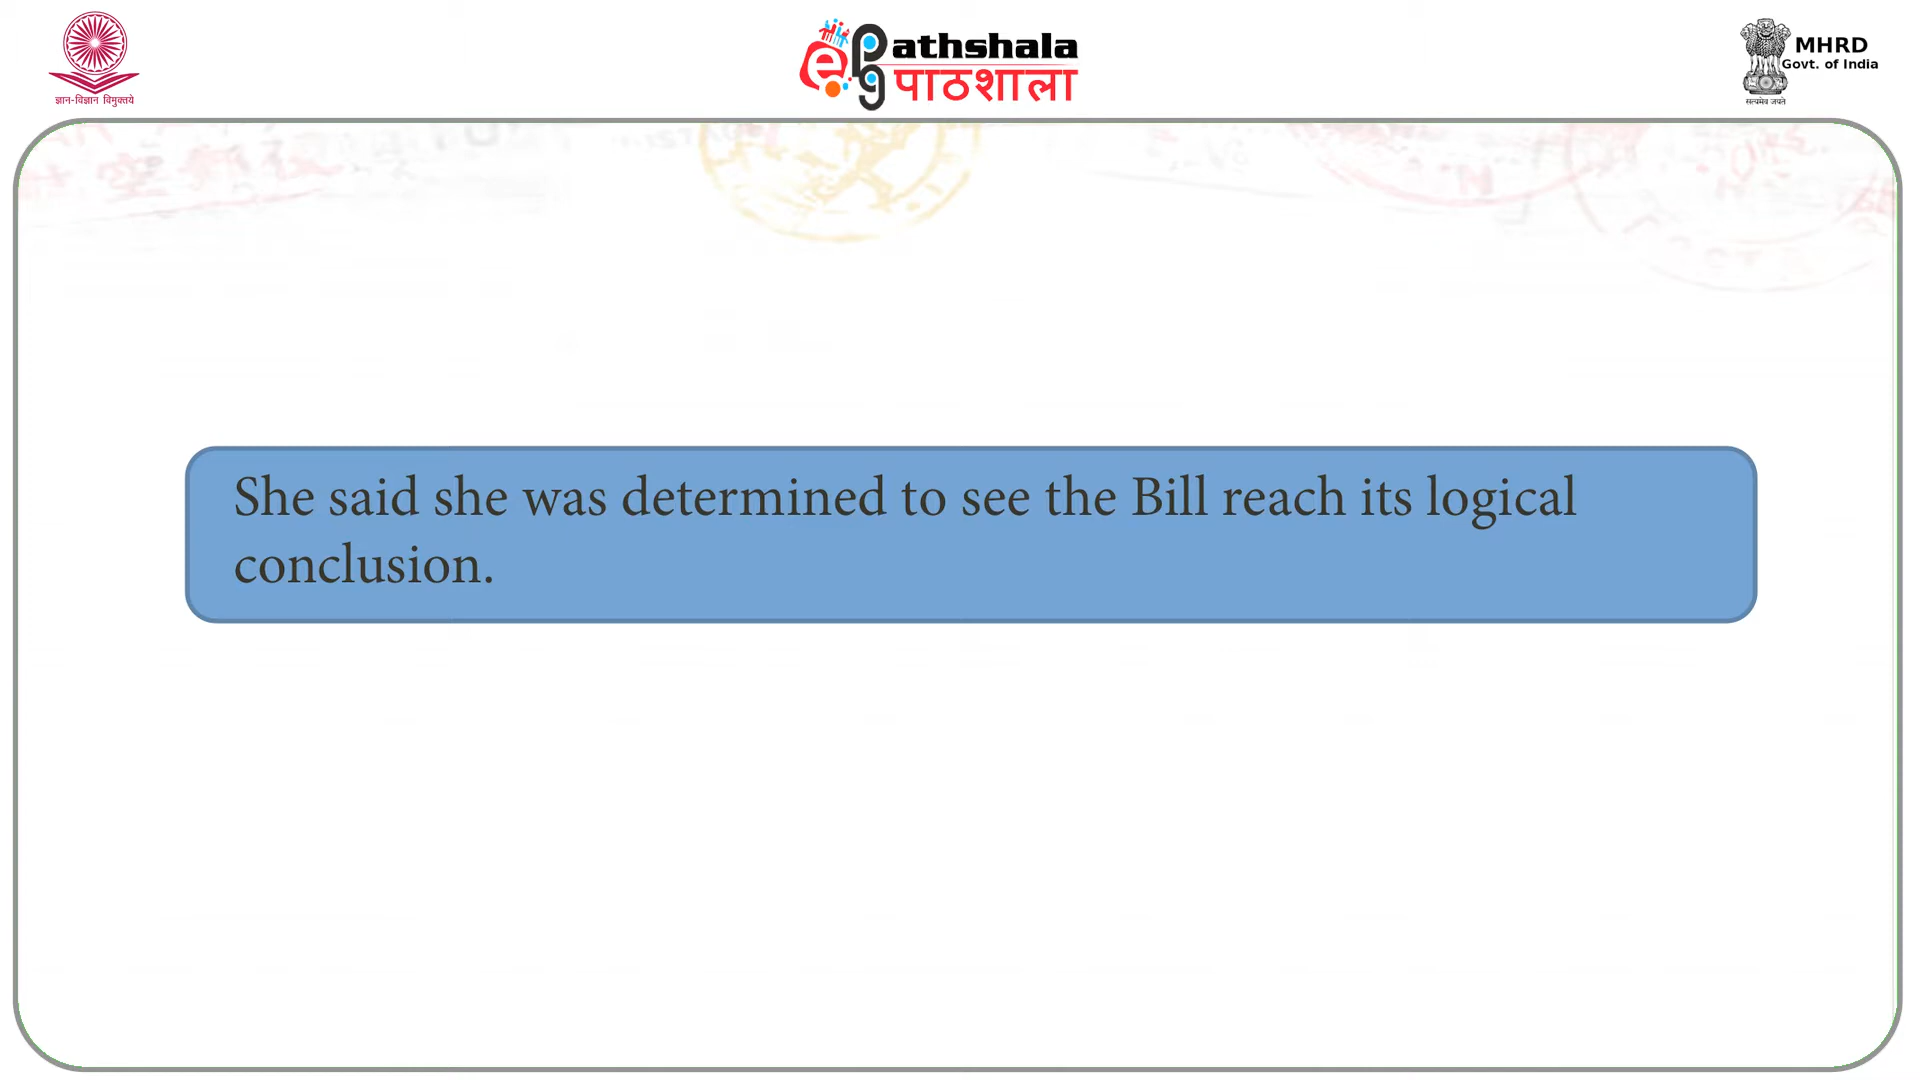 ज्ञान-विज्ञान विमुक्तये
e
PG
athshala
पाठशाला
MHRD
Govt. of India
सत्यमेव जयते
She said she was determined to see the Bill reach its logical
conclusion.